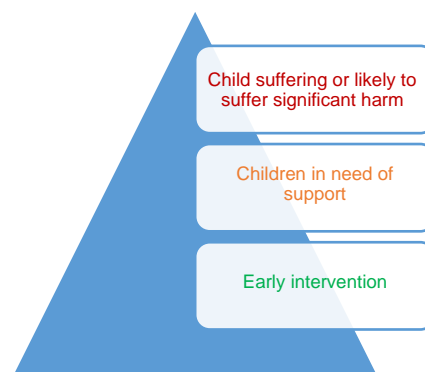 Child suffering or likely to
suffer significant harm
Children in need of
support
Early intervention